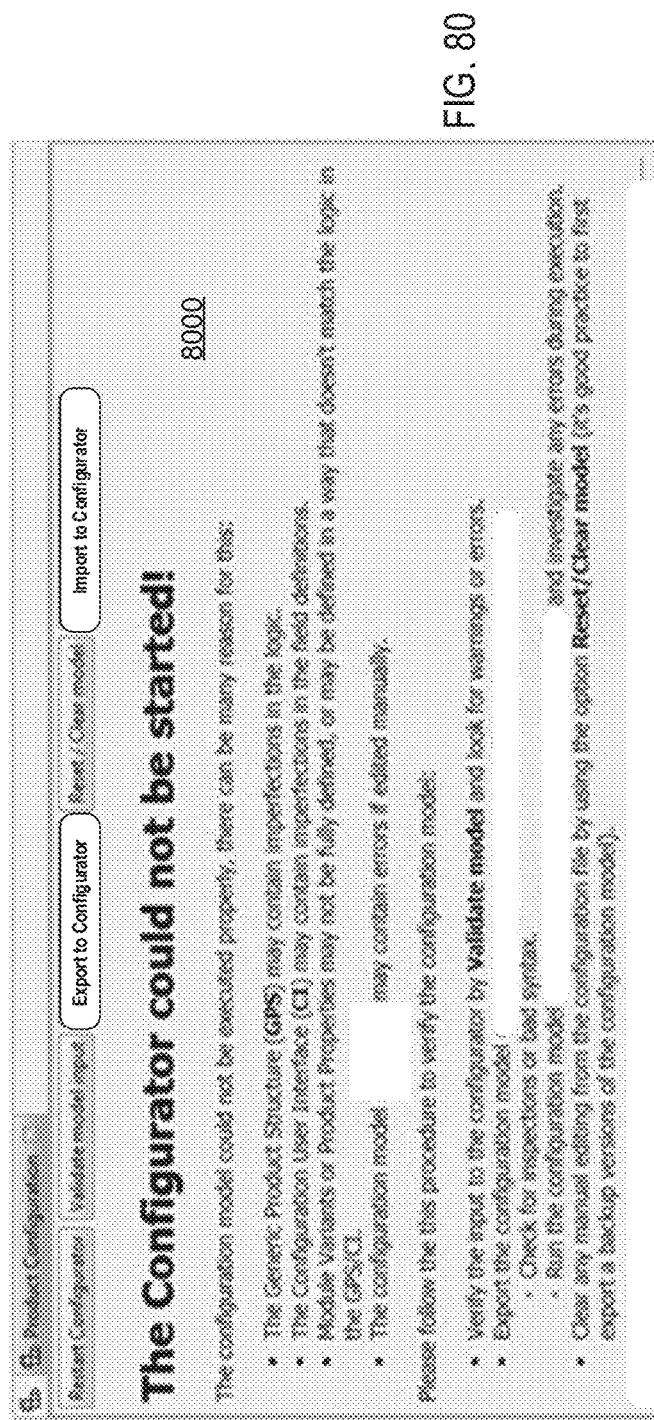 Product Configuration
Restart Configurator Validate model input Export to Configurator Reset / Clear model Import to Configurator
The Configurator could not be started!
8000
The configuration model could not be executed properly, there can be many reason for this:
• The Generic Product Structure (GPS) may contain imperfections in the logic.
• The Configuration User Interface (CI) may contain imperfections in the field definitions.
• Module Variants or Product Properties may not be fully defined, or may be defined in a way that doesn't match the logic in
the GPS/CI.
• The configuration model may contain errors if edited manually.
Please follow the this procedure to verify the configuration model:
• Verify the input to the configurator by Validate model and look for warnings or errors.
• Export the configuration model (
◦ Check for inspections or bad syntax.
◦ Run the configuration model and investigate any errors during execution.
• Clear any manual editing from the configuration file by using the option Reset/Clear model (it's good practice to first
export a backup versions of the configuration model).
FIG. 80